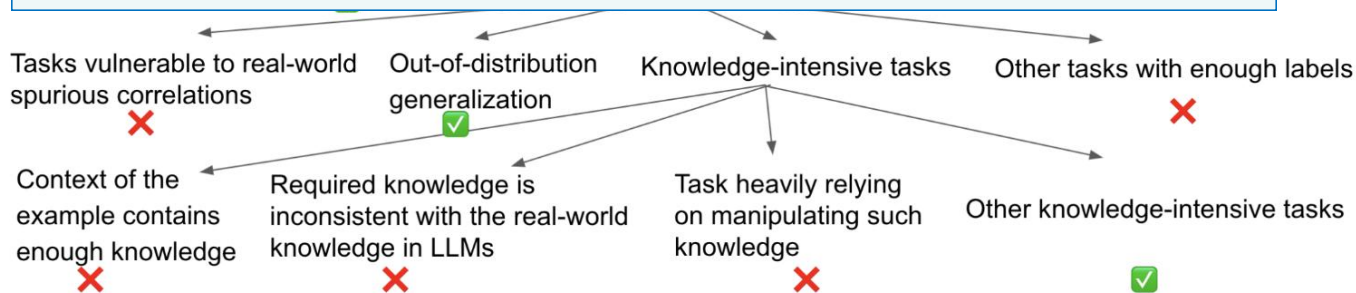 Tasks vulnerable to real-world
spurious correlations
Out-of-distribution
generalization
Knowledge-intensive tasks
Other tasks with enough labels
Context of the
example contains
enough knowledge
Required knowledge is
inconsistent with the real-world
knowledge in LLMs
Task heavily relying
on manipulating such
knowledge
Other knowledge-intensive tasks